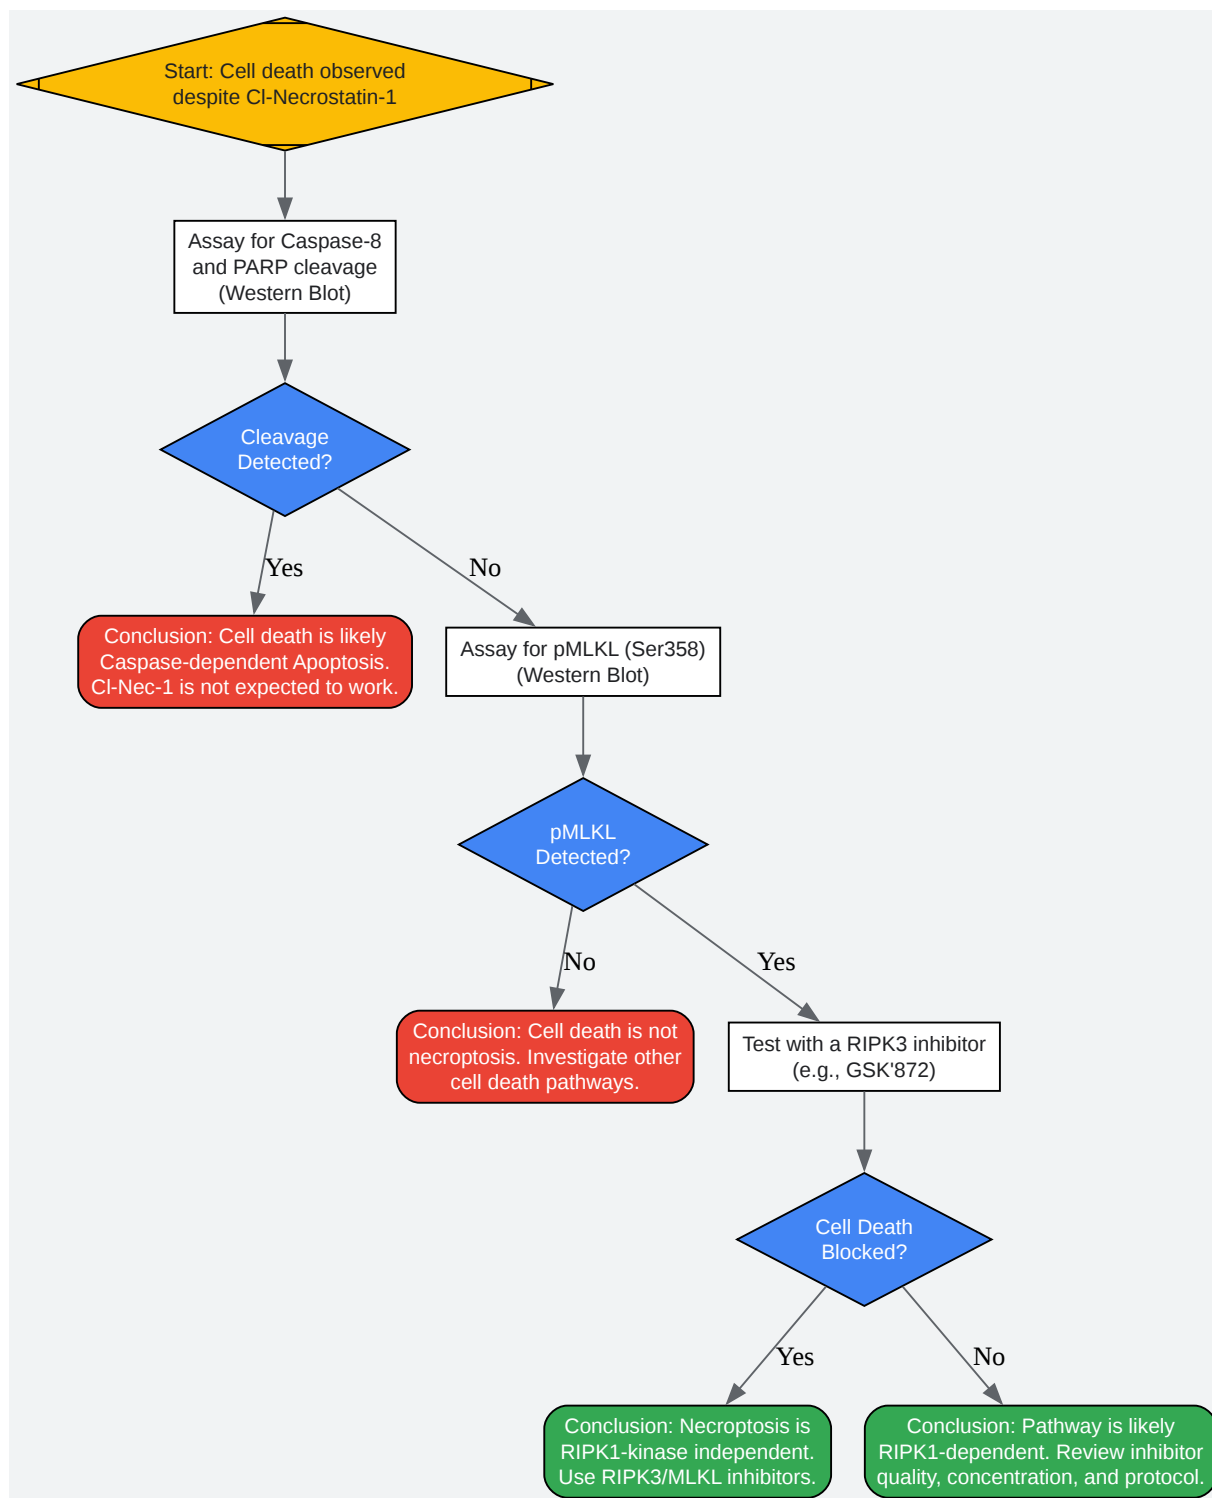 Start: Cell death observed
despite Cl-Necrostatin-1
Assay for Caspase-8
and PARP cleavage
(Western Blot)
Cleavage
Detected?
Yes
No
Conclusion: Cell death is likely
Caspase-dependent Apoptosis.
Cl-Nec-1 is not expected to work.
Assay for pMLKL (Ser358)
(Western Blot)
pMLKL
Detected?
No
Yes
Conclusion: Cell death is not
necroptosis. Investigate other
cell death pathways.
Test with a RIPK3 inhibitor
(e.g., GSK'872)
Cell Death
Blocked?
Yes
No
Conclusion: Necroptosis is
RIPK1-kinase independent.
Use RIPK3/MLKL inhibitors.
Conclusion: Pathway is likely
RIPK1-dependent. Review inhibitor
quality, concentration, and protocol.